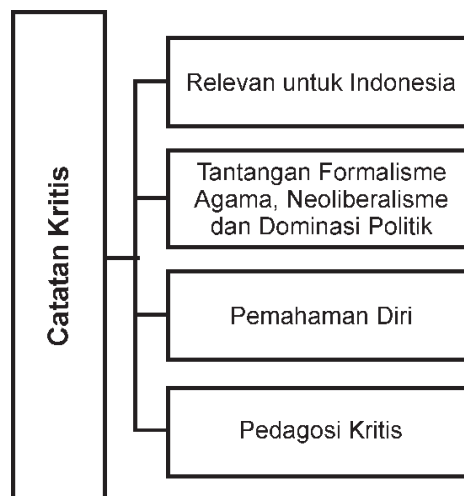 Catatan Kritis
Relevan untuk Indonesia
Tantangan Formalisme
Agama, Neoliberalisme
dan Dominasi Politik
Pemahaman Diri
Pedagosi Kritis